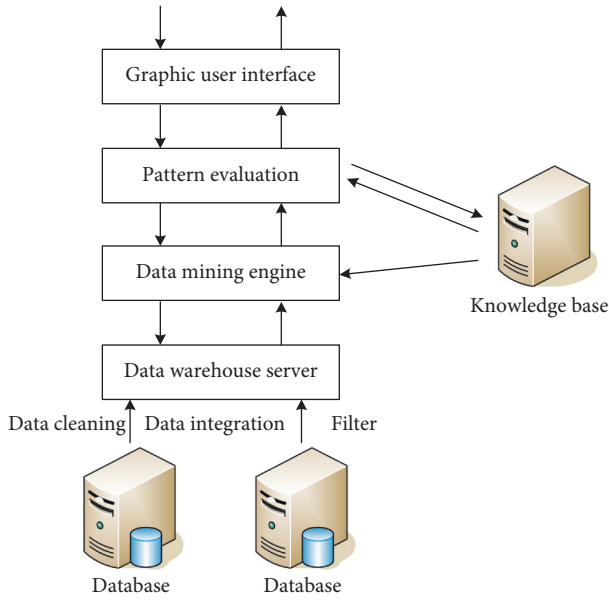 Graphic user interface
Pattern evaluation
Data mining engine
Knowledge base
Data warehouse server
Data cleaning Data integration Filter
Database Database